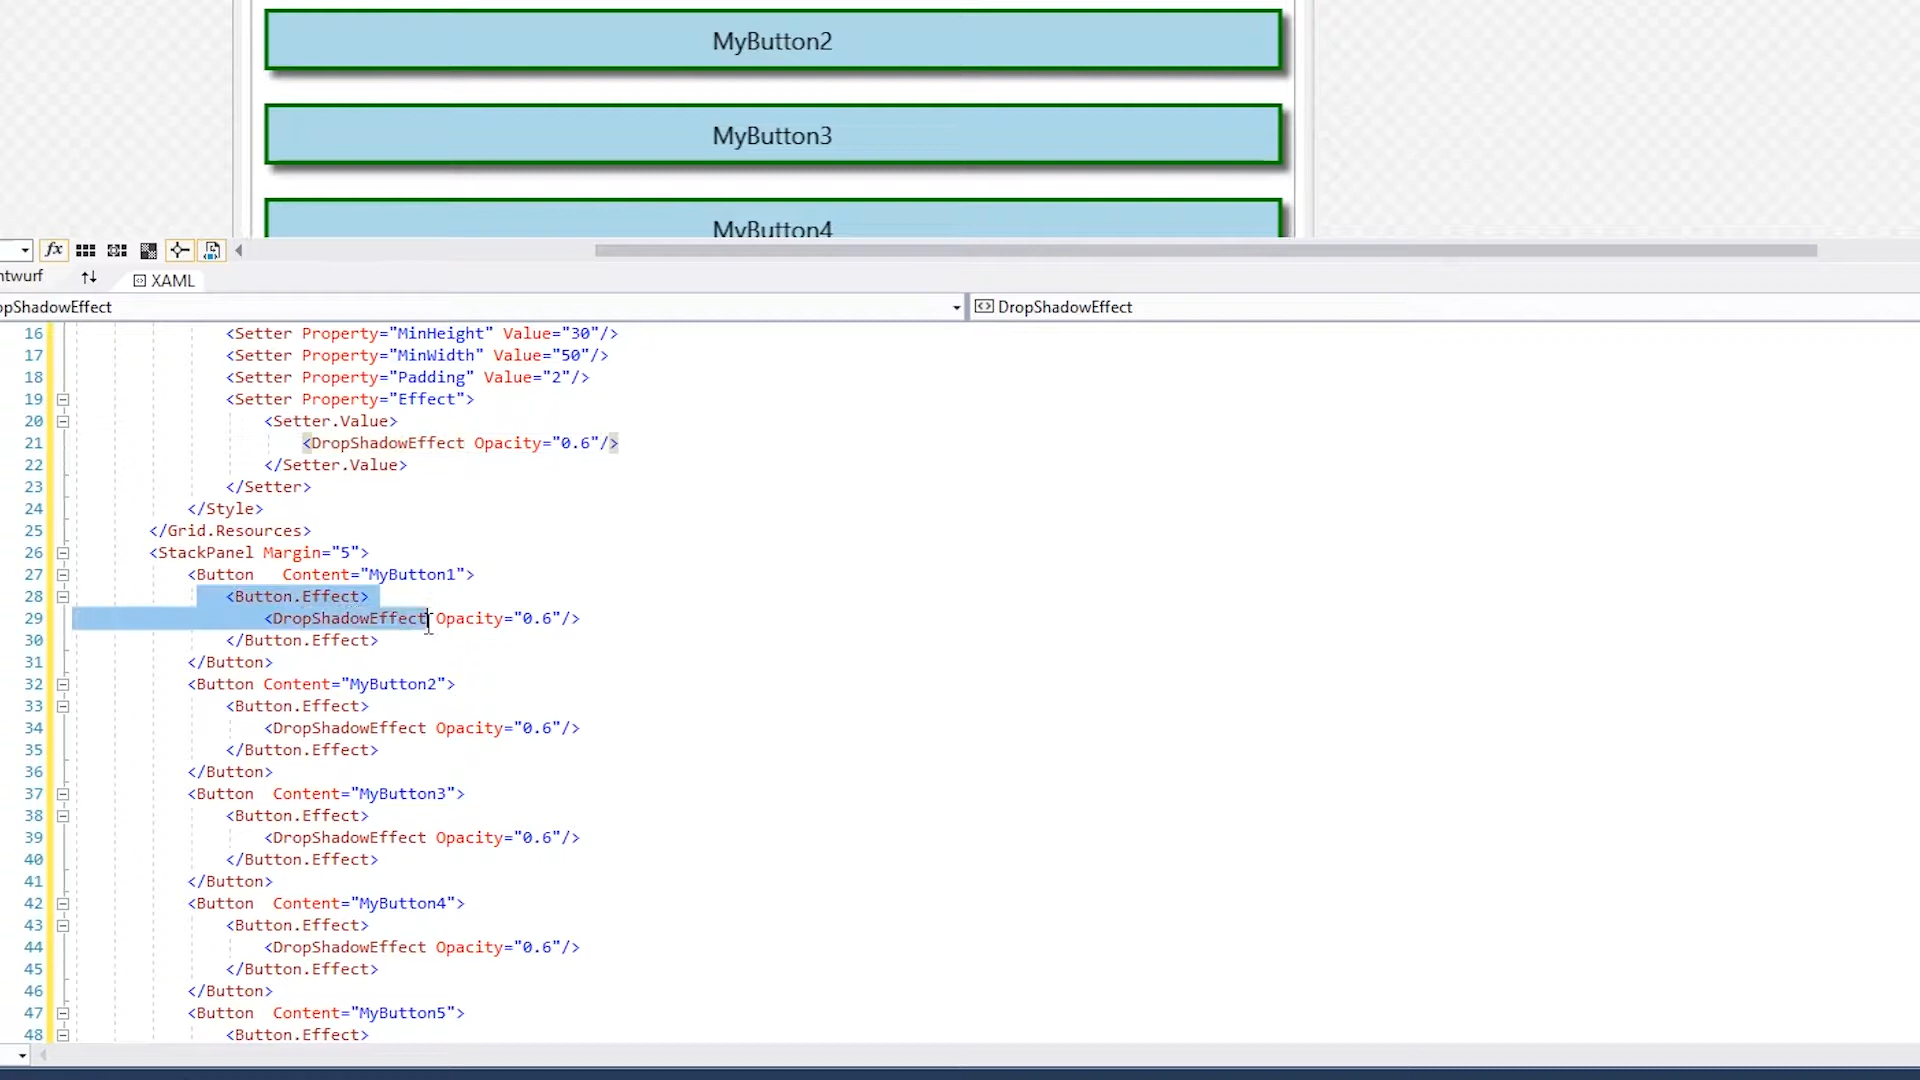 MyButton2
MyButton3
MyButton4
fx
ntwurf
XAML
opShadowEffect
DropShadowEffect
16 <Setter Property="MinHeight" Value="30"/>
17 <Setter Property="MinWidth" Value="50"/>
18 <Setter Property="Padding" Value="2"/>
19 <Setter Property="Effect">
20 <Setter.Value>
21 <DropShadowEffect Opacity="0.6"/>
22 </Setter.Value>
23 </Setter>
24 </Style>
25 </Grid.Resources>
26 <StackPanel Margin="5">
27 <Button   Content="MyButton1">
28 <Button.Effect>
29 <DropShadowEffect Opacity="0.6"/>
30 </Button.Effect>
31 </Button>
32 <Button Content="MyButton2">
33 <Button.Effect>
34 <DropShadowEffect Opacity="0.6"/>
35 </Button.Effect>
36 </Button>
37 <Button  Content="MyButton3">
38 <Button.Effect>
39 <DropShadowEffect Opacity="0.6"/>
40 </Button.Effect>
41 </Button>
42 <Button  Content="MyButton4">
43 <Button.Effect>
44 <DropShadowEffect Opacity="0.6"/>
45 </Button.Effect>
46 </Button>
47 <Button  Content="MyButton5">
48 <Button.Effect>